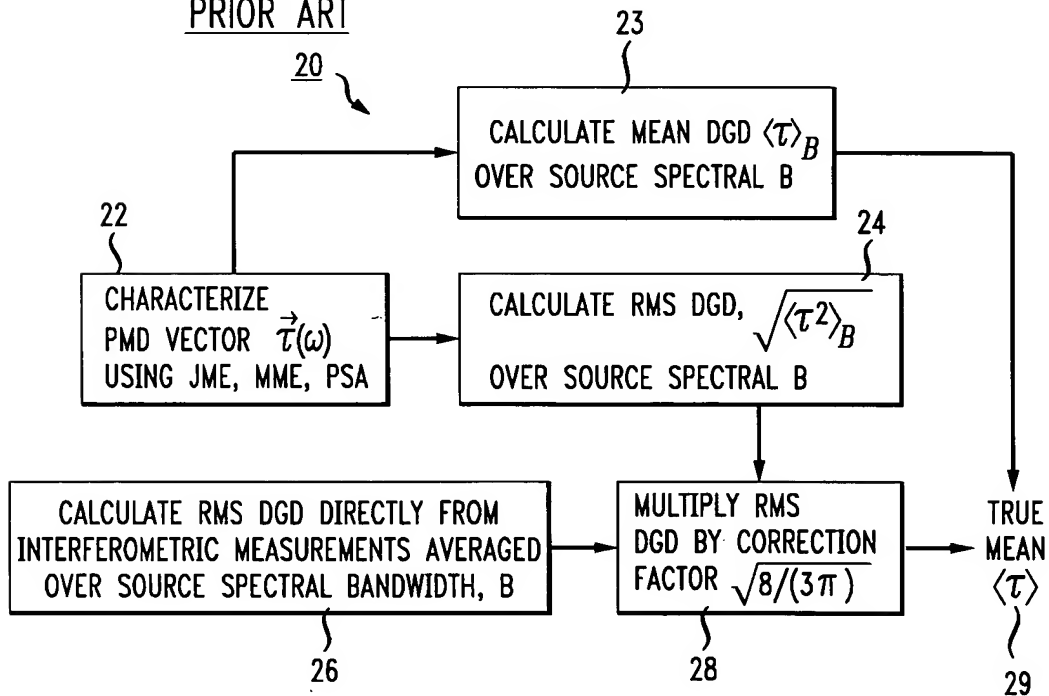 PRIOR ART
20
23
CALCULATE MEAN DGD ⟨τ⟩_B
OVER SOURCE SPECTRAL B
22
CHARACTERIZE
PMD VECTOR τ⃗(ω)
USING JME, MME, PSA
24
CALCULATE RMS DGD, √⟨τ²⟩_B
OVER SOURCE SPECTRAL B
CALCULATE RMS DGD DIRECTLY FROM
INTERFEROMETRIC MEASUREMENTS AVERAGED
OVER SOURCE SPECTRAL BANDWIDTH, B
26
MULTIPLY RMS
DGD BY CORRECTION
FACTOR √8/(3π)
28
TRUE
MEAN
⟨τ⟩
29